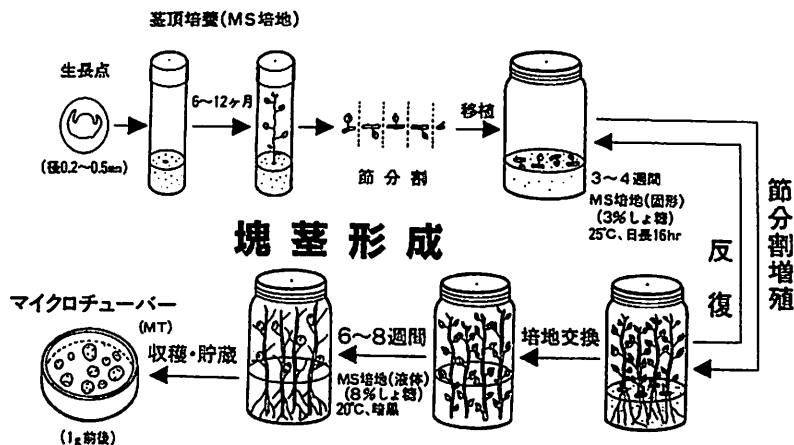 茎頂培養(MS培地)
生長点
(径0.2〜0.5mm)
6〜12ヶ月
節分割
移植
3〜4週間
MS培地(固形)
(3%しょ糖)
25℃、日長16hr
節分割増殖
反復
塊茎形成
培地交換
6〜8週間
MS培地(液体)
(8%しょ糖)
20℃、暗黒
収穫・貯蔵
マイクロチューバー
(MT)
(1g前後)